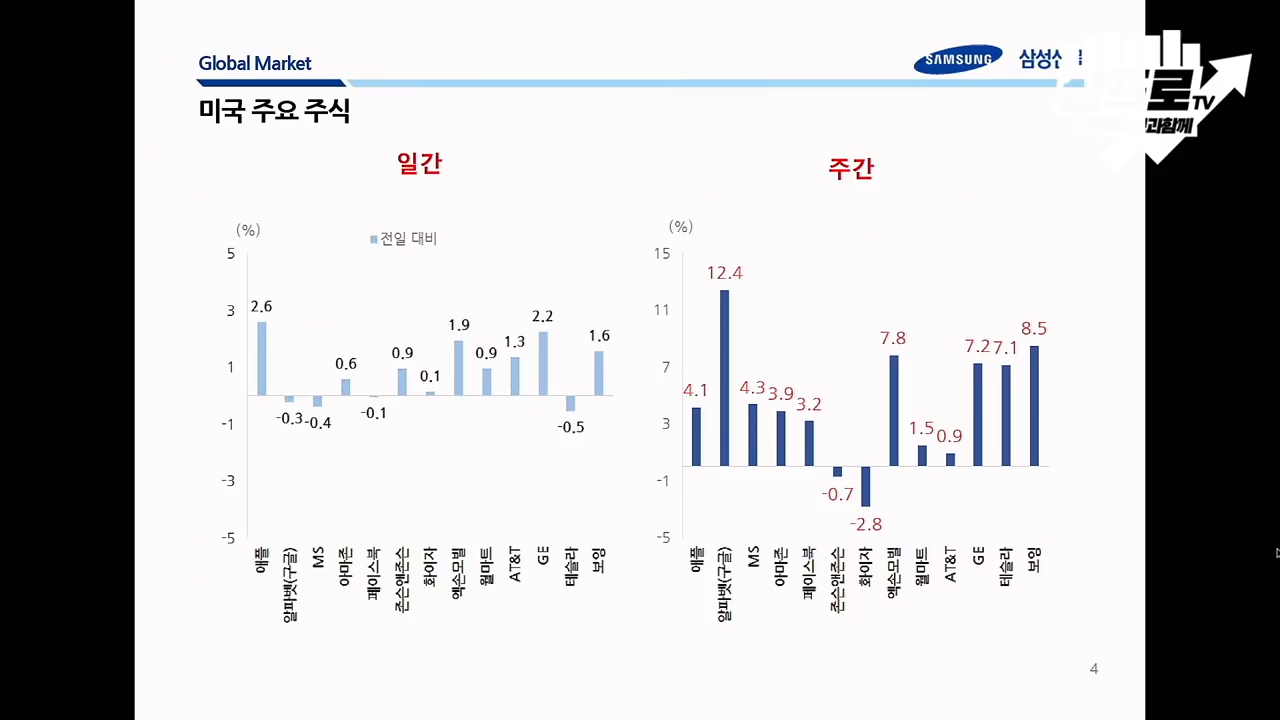 Global Market
SAMSUNG
미국 주요 주식
일간
(%)
전일 대비
5
3
1
-1
-3
-5
2.6
-0.3
-0.4
0.6
-0.1
0.9
0.1
1.9
0.9
1.3
2.2
-0.5
1.6
애플
알파벳(구글)
MS
아마존
페이스북
존슨앤존슨
화이자
엑손모빌
월마트
AT&T
GE
테슬라
보잉
주간
(%)
15
11
7
3
-1
-5
4.1
12.4
4.3
3.9
3.2
-0.7
-2.8
7.8
1.5
0.9
7.2
7.1
8.5
애플
알파벳(구글)
MS
아마존
페이스북
존슨앤존슨
화이자
엑손모빌
월마트
AT&T
GE
테슬라
보잉
4
TV